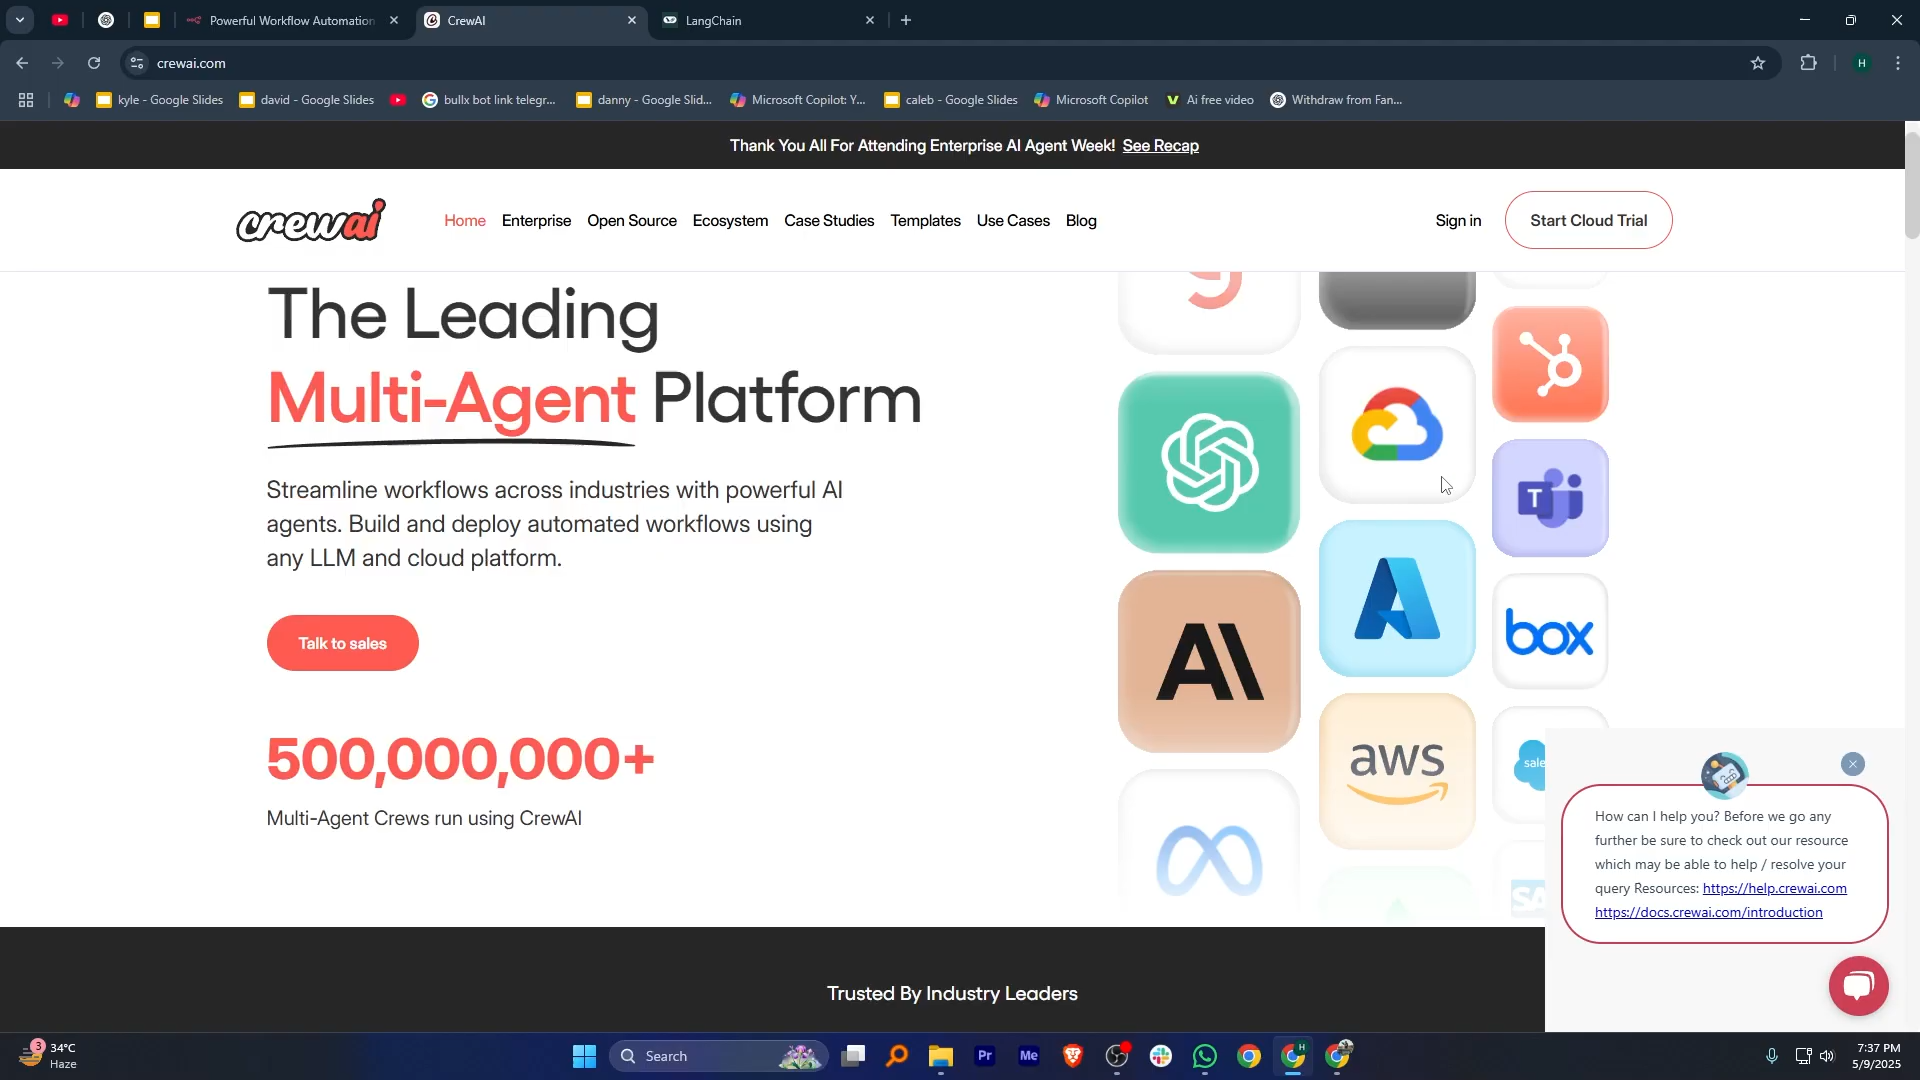 Powerful Workflow Automation
CrewAI
LangChain
crewai.com
H
kyle - Google Slides
david - Google Slides
bullx bot link telegr...
danny - Google Slid...
Microsoft Copilot: Y...
caleb - Google Slides
Microsoft Copilot
Ai free video
Withdraw from Fan...
Thank You All For Attending Enterprise AI Agent Week! See Recap
crewai
Home
Enterprise
Open Source
Ecosystem
Case Studies
Templates
Use Cases
Blog
Sign in
Start Cloud Trial
The Leading
Multi-Agent Platform
Streamline workflows across industries with powerful AI
agents. Build and deploy automated workflows using
any LLM and cloud platform.
Talk to sales
500,000,000+
Multi-Agent Crews run using CrewAI
T
box
AI
aws
sale
SA
How can I help you? Before we go any
further be sure to check out our resource
which may be able to help / resolve your
query Resources: https://help.crewai.com
https://docs.crewai.com/introduction
Trusted By Industry Leaders
3
34°C
Haze
Search
Pr
Me
H
7:37 PM
5/9/2025